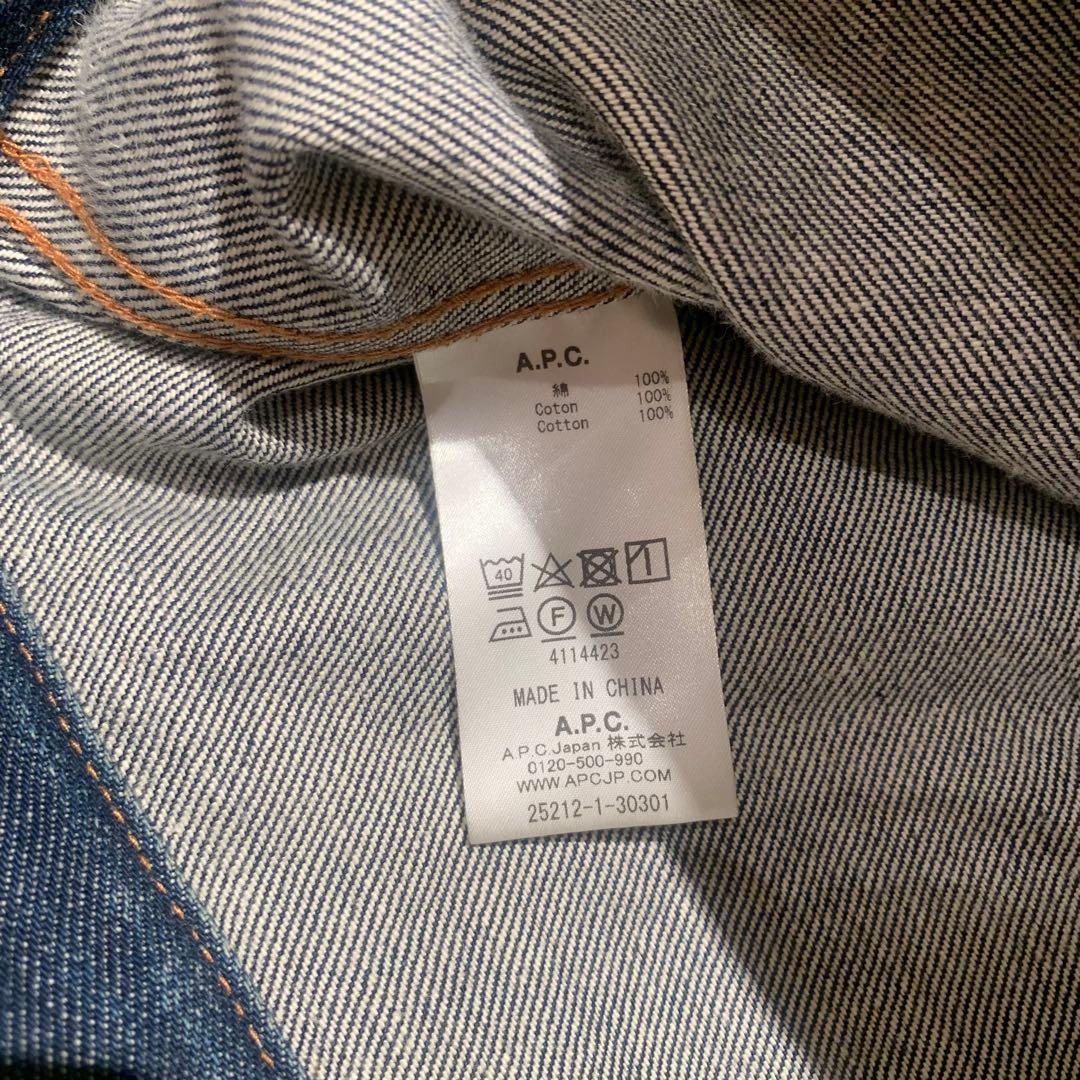 A.P.C.
綿 100%
Coton 100%
Cotton 100%
40
F W
4114423
MADE IN CHINA
A.P.C.
A.P.C.Japan 株式会社
0120-500-990
WWW.APCJP.COM
25212-1-30301